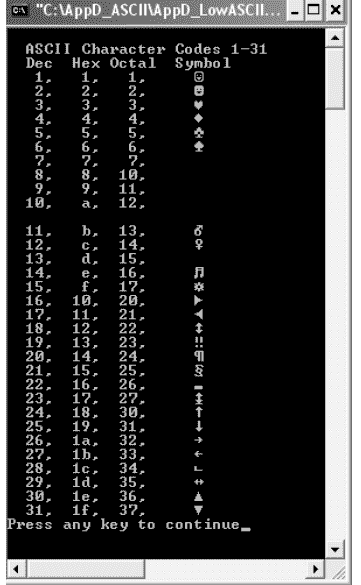 "C:\AppD_ASCII\AppD_LowASCII...
ASCII Character Codes 1-31
Dec Hex Octal Symbol
1, 1, 1, ☺
2, 2, 2, ☻
3, 3, 3, ♥
4, 4, 4, ♦
5, 5, 5, ♣
6, 6, 6, ♠
7, 7, 7,
8, 8, 10,
9, 9, 11,
10, a, 12,
11, b, 13, ♂
12, c, 14, ♀
13, d, 15,
14, e, 16, ♫
15, f, 17, ☼
16, 10, 20, ►
17, 11, 21, ◄
18, 12, 22, ↕
19, 13, 23, ‼
20, 14, 24, ¶
21, 15, 25, §
22, 16, 26, ▬
23, 17, 27, ↨
24, 18, 30, ↑
25, 19, 31, ↓
26, 1a, 32, →
27, 1b, 33, ←
28, 1c, 34, ∟
29, 1d, 35, ↔
30, 1e, 36, ▲
31, 1f, 37, ▼
Press any key to continue_